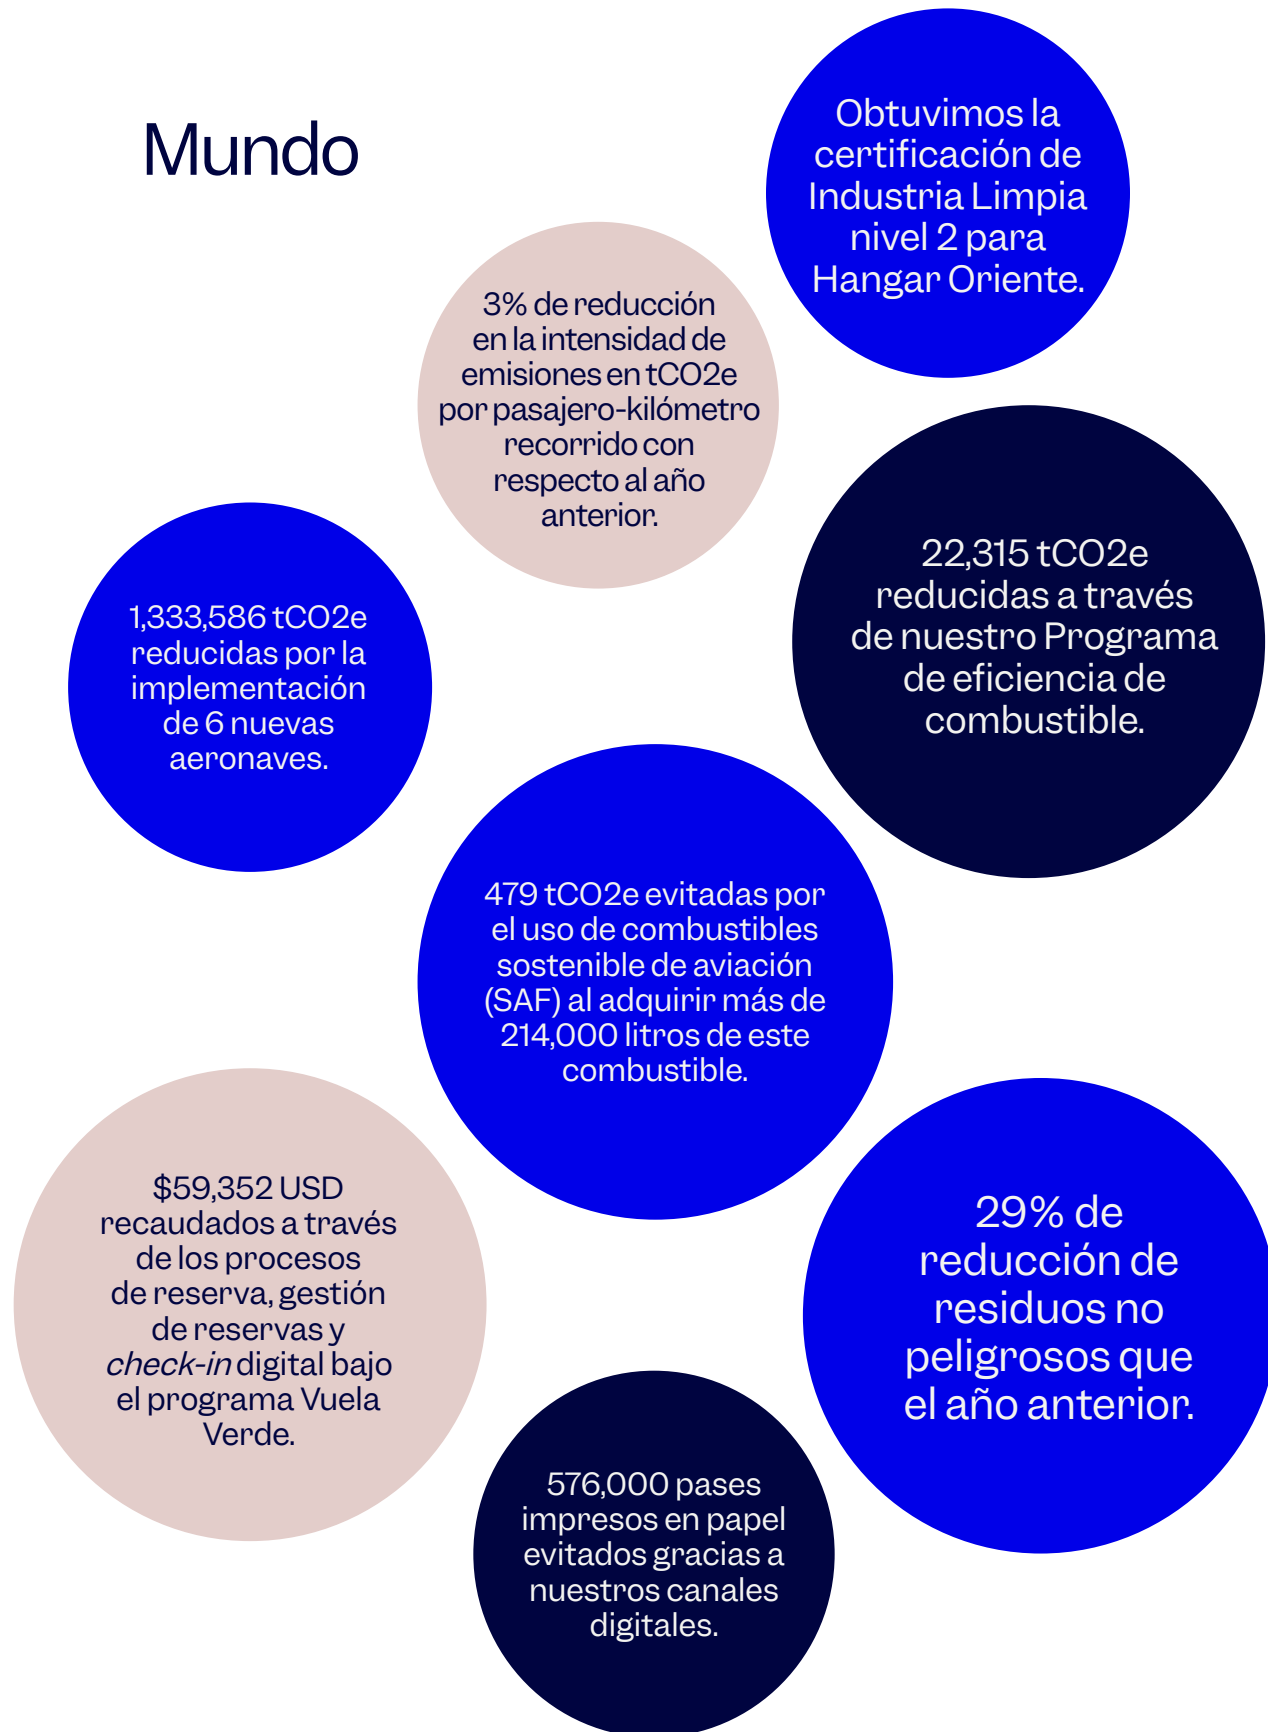 Mundo
Obtuvimos la
certificación de
Industria Limpia
nivel 2 para
Hangar Oriente.
3% de reducción
en la intensidad de
emisiones en tCO2e
por pasajero-kilómetro
recorrido con
respecto al año
anterior.
22,315 tCO2e
reducidas a través
de nuestro Programa
de eficiencia de
combustible.
1,333,586 tCO2e
reducidas por la
implementación
de 6 nuevas
aeronaves.
479 tCO2e evitadas por
el uso de combustibles
sostenible de aviación
(SAF) al adquirir más de
214,000 litros de este
combustible.
$59,352 USD
recaudados a través
de los procesos
de reserva, gestión
de reservas y
check-in digital bajo
el programa Vuela
Verde.
29% de
reducción de
residuos no
peligrosos que
el año anterior.
576,000 pases
impresos en papel
evitados gracias a
nuestros canales
digitales.